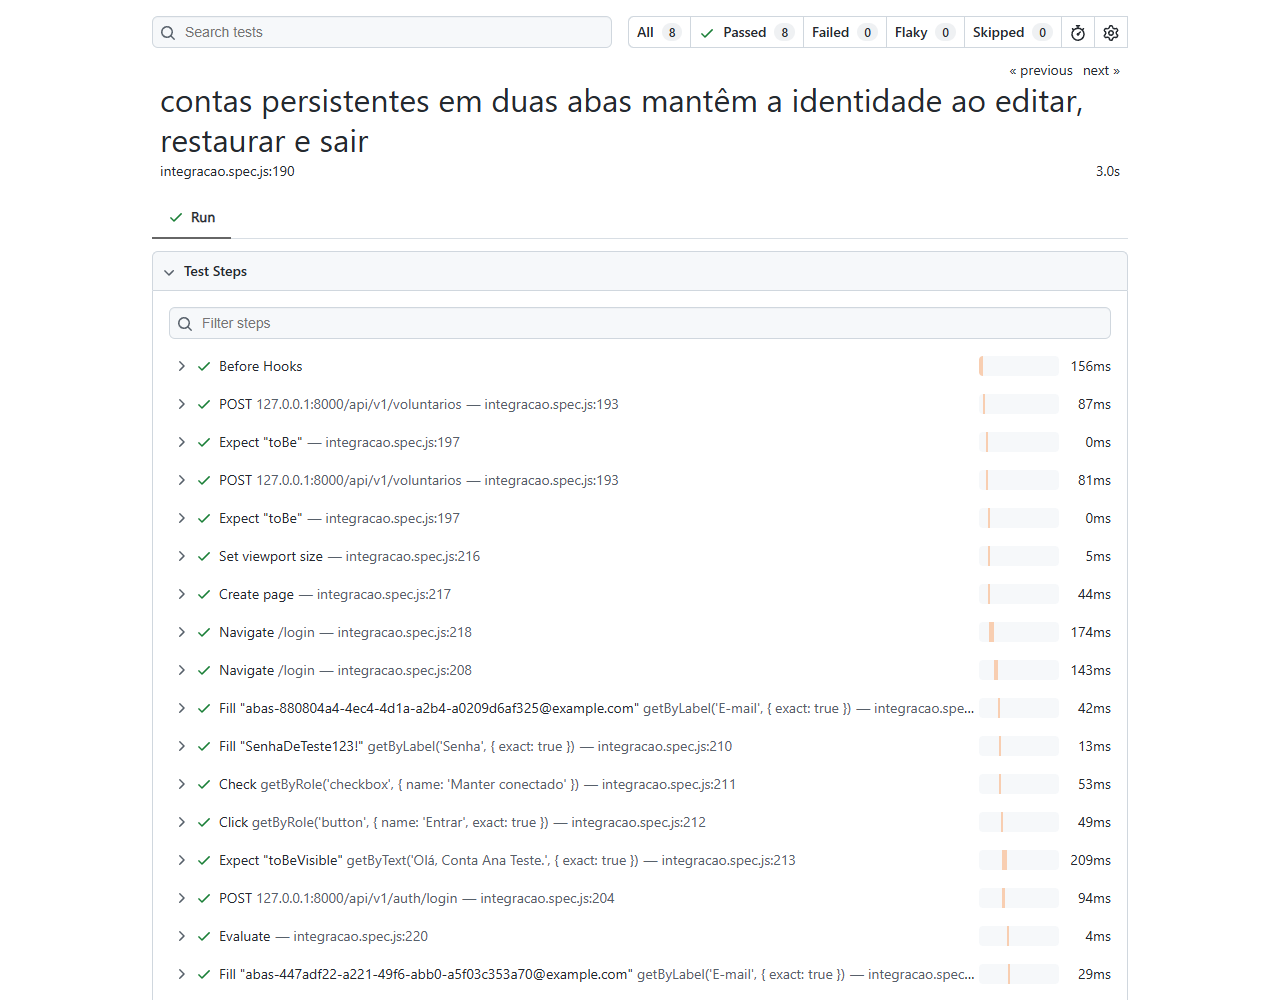 Search tests
All 8
Passed 8
Failed 0
Flaky 0
Skipped 0
« previous next »
contas persistentes em duas abas mantêm a identidade ao editar,
restaurar e sair
integracao.spec.js:190
3.0s
Run
Test Steps
Filter steps
Before Hooks 156ms
POST 127.0.0.1:8000/api/v1/voluntarios — integracao.spec.js:193 87ms
Expect "toBe" — integracao.spec.js:197 0ms
POST 127.0.0.1:8000/api/v1/voluntarios — integracao.spec.js:193 81ms
Expect "toBe" — integracao.spec.js:197 0ms
Set viewport size — integracao.spec.js:216 5ms
Create page — integracao.spec.js:217 44ms
Navigate /login — integracao.spec.js:218 174ms
Navigate /login — integracao.spec.js:208 143ms
Fill "abas-880804a4-4ec4-4d1a-a2b4-a0209d6af325@example.com" getByLabel('E-mail', { exact: true }) — integracao.spe... 42ms
Fill "SenhaDeTeste123!" getByLabel('Senha', { exact: true }) — integracao.spec.js:210 13ms
Check getByRole('checkbox', { name: 'Manter conectado' }) — integracao.spec.js:211 53ms
Click getByRole('button', { name: 'Entrar', exact: true }) — integracao.spec.js:212 49ms
Expect "toBeVisible" getByText('Olá, Conta Ana Teste.', { exact: true }) — integracao.spec.js:213 209ms
POST 127.0.0.1:8000/api/v1/auth/login — integracao.spec.js:204 94ms
Evaluate — integracao.spec.js:220 4ms
Fill "abas-447adf22-a221-49f6-abb0-a5f03c353a70@example.com" getByLabel('E-mail', { exact: true }) — integracao.spec... 29ms